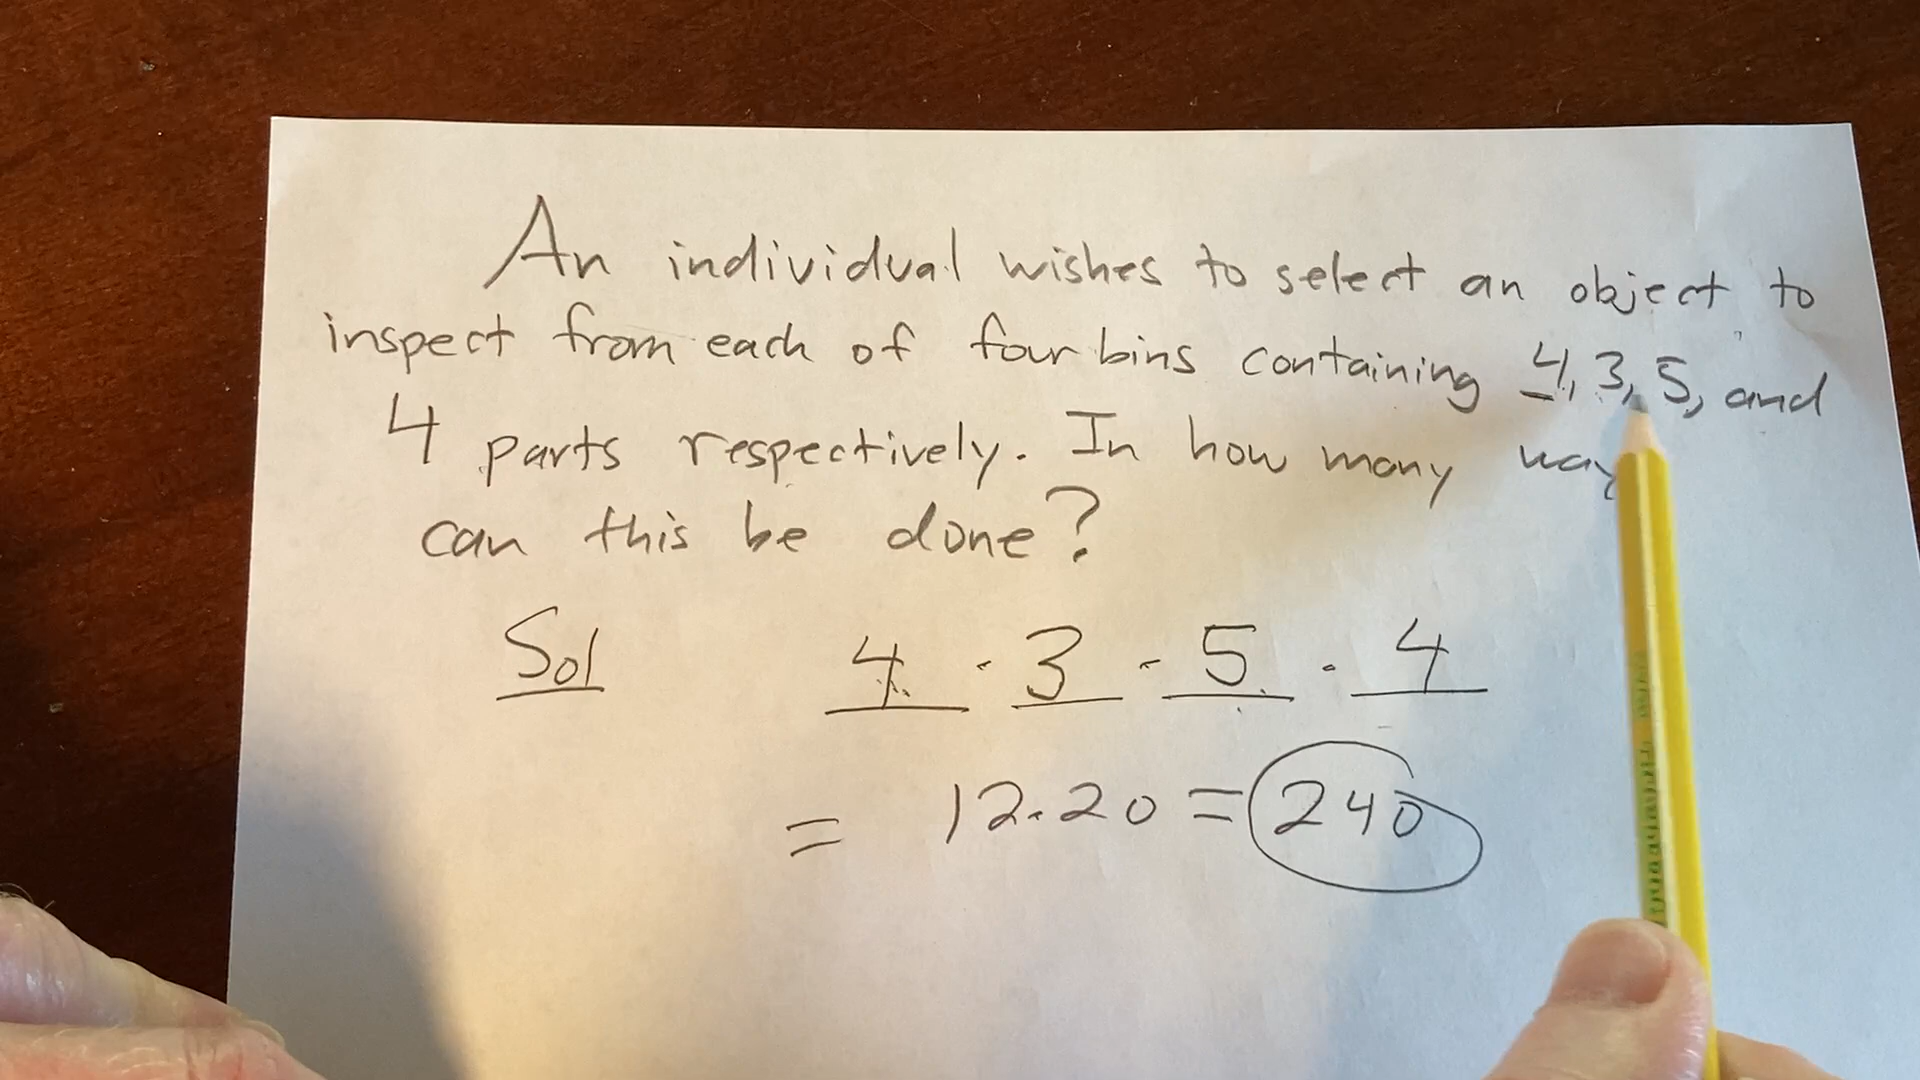 An individual wishes to select an object to
inspect from each of four bins containing 4, 3, 5, and
4 parts respectively. In how many
can this be done?
Sol 4 · 3 · 5 · 4
= 12·20 = 240